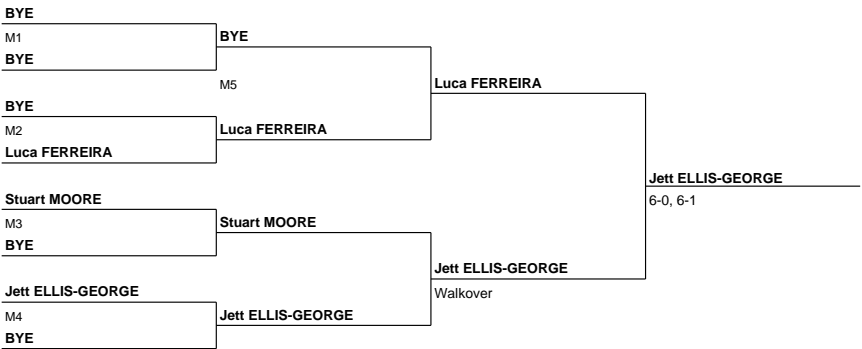 BYE
M1
BYE
BYE
M2
Luca FERREIRA
Stuart MOORE
M3
BYE
Jett ELLIS-GEORGE
M4
BYE
BYE
M5
Luca FERREIRA
Stuart MOORE
Jett ELLIS-GEORGE
Luca FERREIRA
Jett ELLIS-GEORGE
Walkover
Jett ELLIS-GEORGE
6-0, 6-1